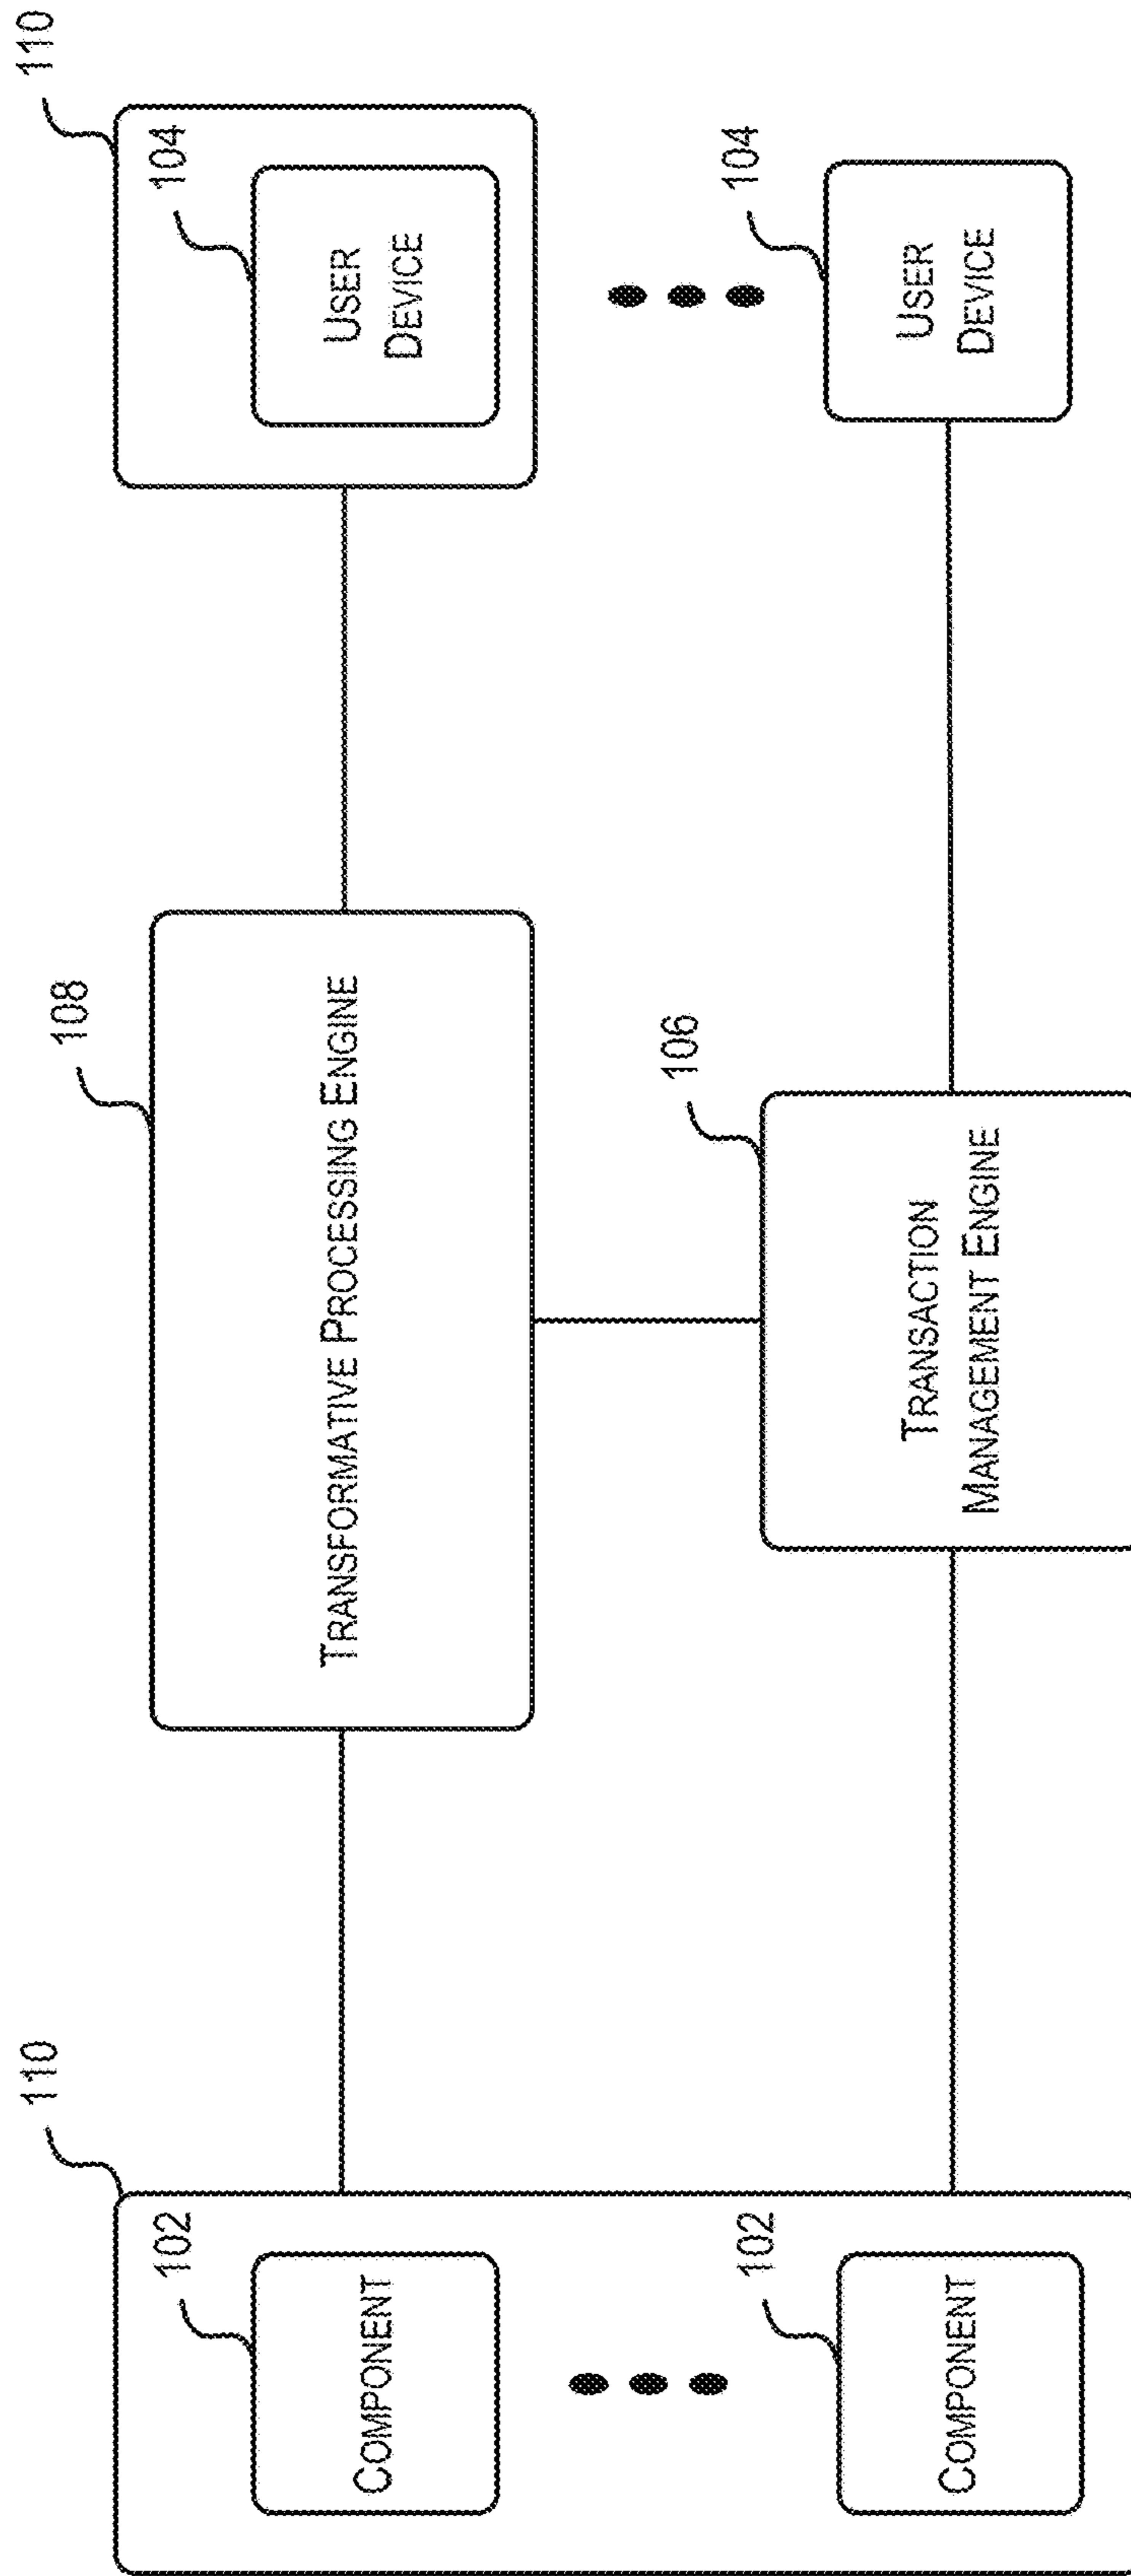 110
110
108
102
104
COMPONENT
TRANSFORMATIVE PROCESSING ENGINE
USER
DEVICE
106
102
104
COMPONENT
TRANSACTION
MANAGEMENT ENGINE
USER
DEVICE